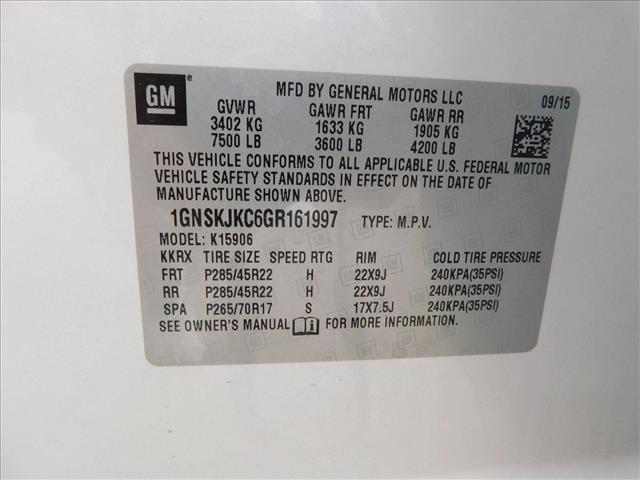 GM
MFD BY GENERAL MOTORS LLC
09/15
GVWR GAWR FRT GAWR RR
3402 KG 1633 KG 1905 KG
7500 LB 3600 LB 4200 LB
THIS VEHICLE CONFORMS TO ALL APPLICABLE U.S. FEDERAL MOTOR
VEHICLE SAFETY STANDARDS IN EFFECT ON THE DATE OF
MANUFACTURE SHOWN ABOVE.
1GNSKJKC6GR161997 TYPE: M.P.V.
MODEL: K15906
KKRX TIRE SIZE SPEED RTG RIM COLD TIRE PRESSURE
FRT P285/45R22 H 22X9J 240KPA(35PSI)
RR P285/45R22 H 22X9J 240KPA(35PSI)
SPA P265/70R17 S 17X7.5J 240KPA(35PSI)
SEE OWNER'S MANUAL FOR MORE INFORMATION.